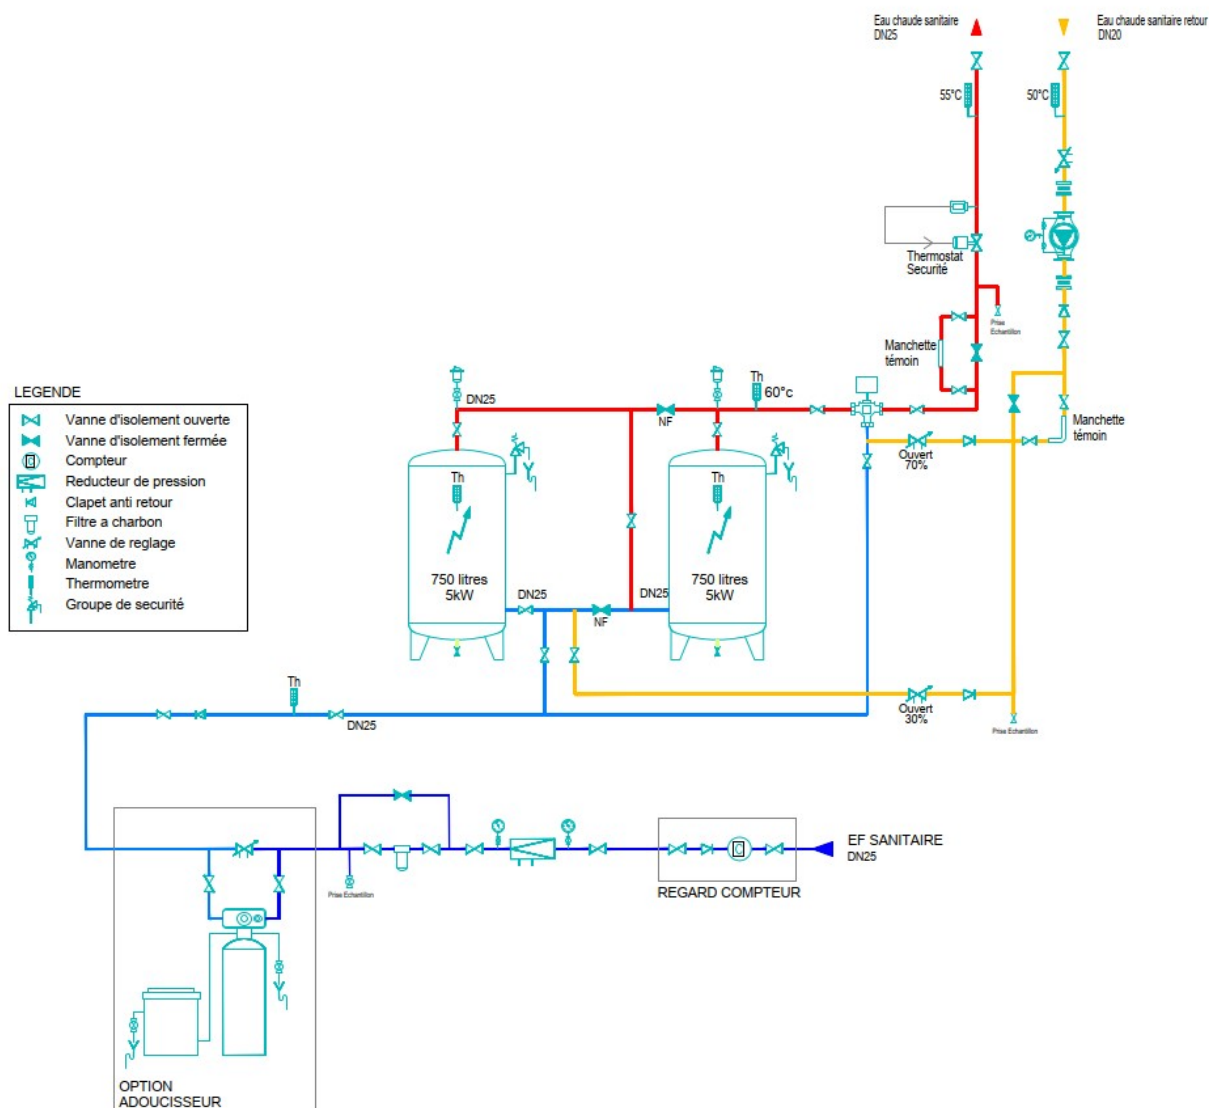 Eau chaude sanitaire
DN25
Eau chaude sanitaire retour
DN20
55°C
50°C
Thermostat
Securité
Prise
Echantillon
Manchette
témoin
LEGENDE
Vanne d'isolement ouverte
Vanne d'isolement fermée
C
Compteur
Reducteur de pression
Clapet anti retour
Filtre a charbon
Vanne de reglage
Manometre
Thermometre
Groupe de securité
DN25
Th
60°c
NF
Manchette
témoin
Ouvert
70%
Th
750 litres
5kW
DN25
NF
DN25
Th
750 litres
5kW
Th
DN25
Ouvert
30%
Prise Echantillon
Prise Echantillon
C
EF SANITAIRE
DN25
REGARD COMPTEUR
OPTION
ADOUCISSEUR